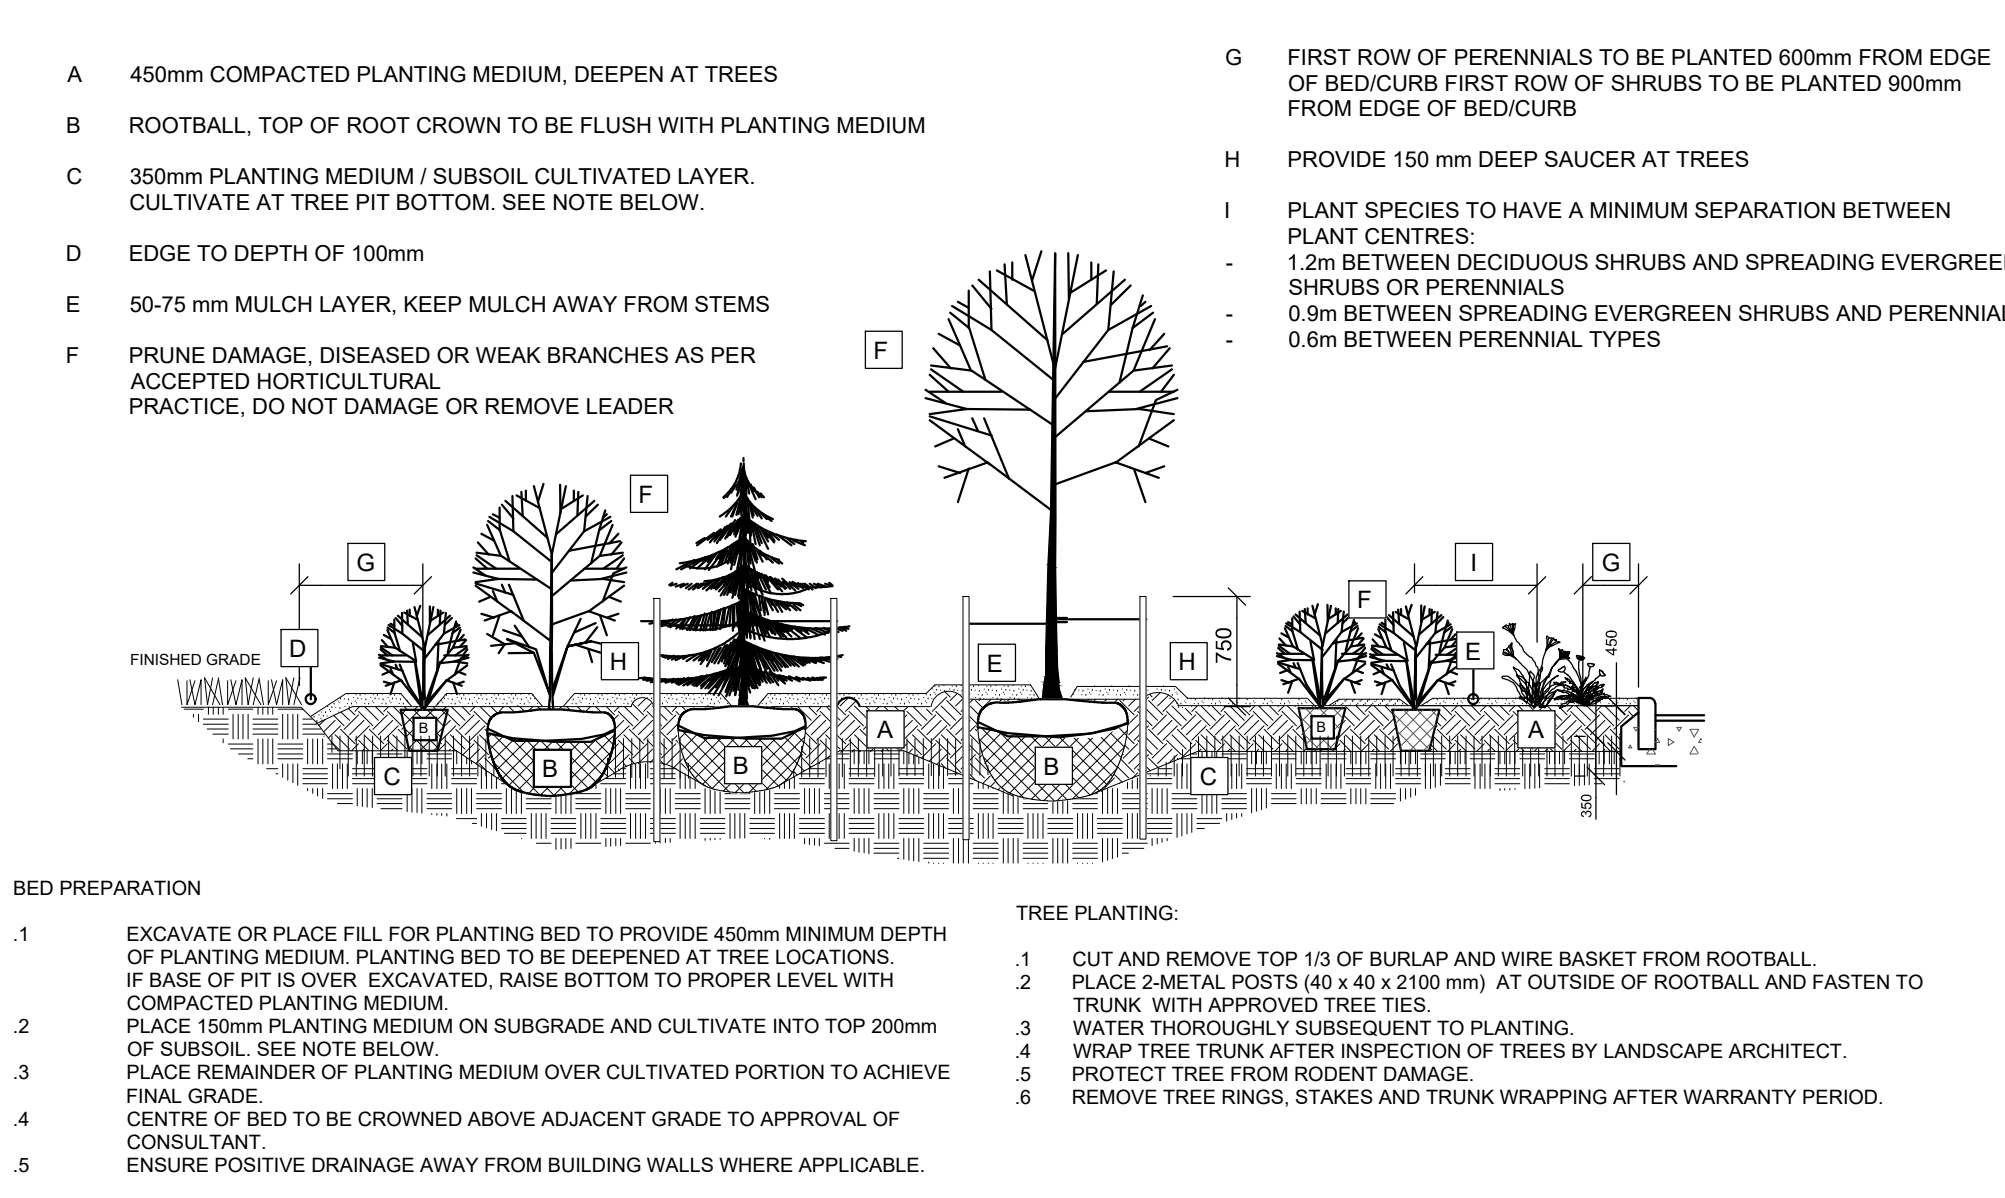 A 450mm COMPACTED PLANTING MEDIUM, DEEPEN AT TREES
B ROOTBALL, TOP OF ROOT CROWN TO BE FLUSH WITH PLANTING MEDIUM
C 350mm PLANTING MEDIUM / SUBSOIL CULTIVATED LAYER.
CULTIVATE AT TREE PIT BOTTOM. SEE NOTE BELOW.
D EDGE TO DEPTH OF 100mm
E 50-75 mm MULCH LAYER, KEEP MULCH AWAY FROM STEMS
F PRUNE DAMAGE, DISEASED OR WEAK BRANCHES AS PER
ACCEPTED HORTICULTURAL
PRACTICE, DO NOT DAMAGE OR REMOVE LEADER
G FIRST ROW OF PERENNIALS TO BE PLANTED 600mm FROM EDGE
OF BED/CURB FIRST ROW OF SHRUBS TO BE PLANTED 900mm
FROM EDGE OF BED/CURB
H PROVIDE 150 mm DEEP SAUCER AT TREES
I PLANT SPECIES TO HAVE A MINIMUM SEPARATION BETWEEN
PLANT CENTRES:
- 1.2m BETWEEN DECIDUOUS SHRUBS AND SPREADING EVERGREE
SHRUBS OR PERENNIALS
- 0.9m BETWEEN SPREADING EVERGREEN SHRUBS AND PERENNIAL
- 0.6m BETWEEN PERENNIAL TYPES
F
F
G
I
G
F
D
H
E
H
750
E
450
FINISHED GRADE
B
A
B
A
B
B
B
C
C
350
BED PREPARATION
.1 EXCAVATE OR PLACE FILL FOR PLANTING BED TO PROVIDE 450mm MINIMUM DEPTH
OF PLANTING MEDIUM. PLANTING BED TO BE DEEPENED AT TREE LOCATIONS.
IF BASE OF PIT IS OVER EXCAVATED, RAISE BOTTOM TO PROPER LEVEL WITH
COMPACTED PLANTING MEDIUM.
.2 PLACE 150mm PLANTING MEDIUM ON SUBGRADE AND CULTIVATE INTO TOP 200mm
OF SUBSOIL. SEE NOTE BELOW.
.3 PLACE REMAINDER OF PLANTING MEDIUM OVER CULTIVATED PORTION TO ACHIEVE
FINAL GRADE.
.4 CENTRE OF BED TO BE CROWNED ABOVE ADJACENT GRADE TO APPROVAL OF
CONSULTANT.
.5 ENSURE POSITIVE DRAINAGE AWAY FROM BUILDING WALLS WHERE APPLICABLE.
TREE PLANTING:
.1 CUT AND REMOVE TOP 1/3 OF BURLAP AND WIRE BASKET FROM ROOTBALL.
.2 PLACE 2-METAL POSTS (40 x 40 x 2100 mm) AT OUTSIDE OF ROOTBALL AND FASTEN TO
TRUNK WITH APPROVED TREE TIES.
.3 WATER THOROUGHLY SUBSEQUENT TO PLANTING.
.4 WRAP TREE TRUNK AFTER INSPECTION OF TREES BY LANDSCAPE ARCHITECT.
.5 PROTECT TREE FROM RODENT DAMAGE.
.6 REMOVE TREE RINGS, STAKES AND TRUNK WRAPPING AFTER WARRANTY PERIOD.